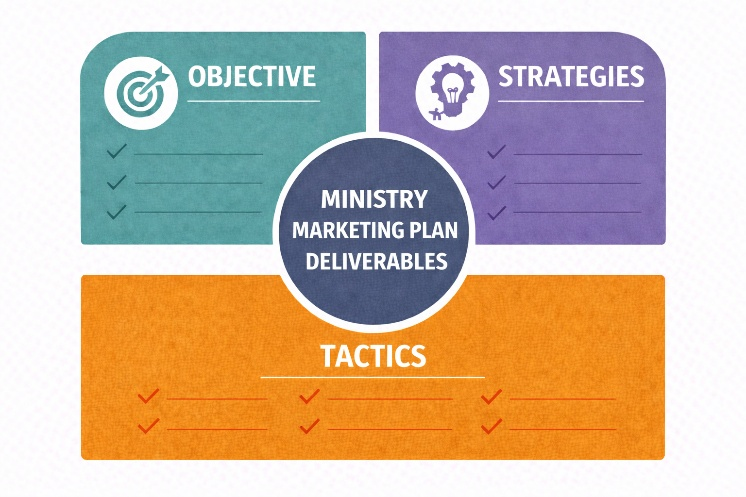 OBJECTIVE
STRATEGIES
MINISTRY
MARKETING PLAN
DELIVERABLES
TACTICS